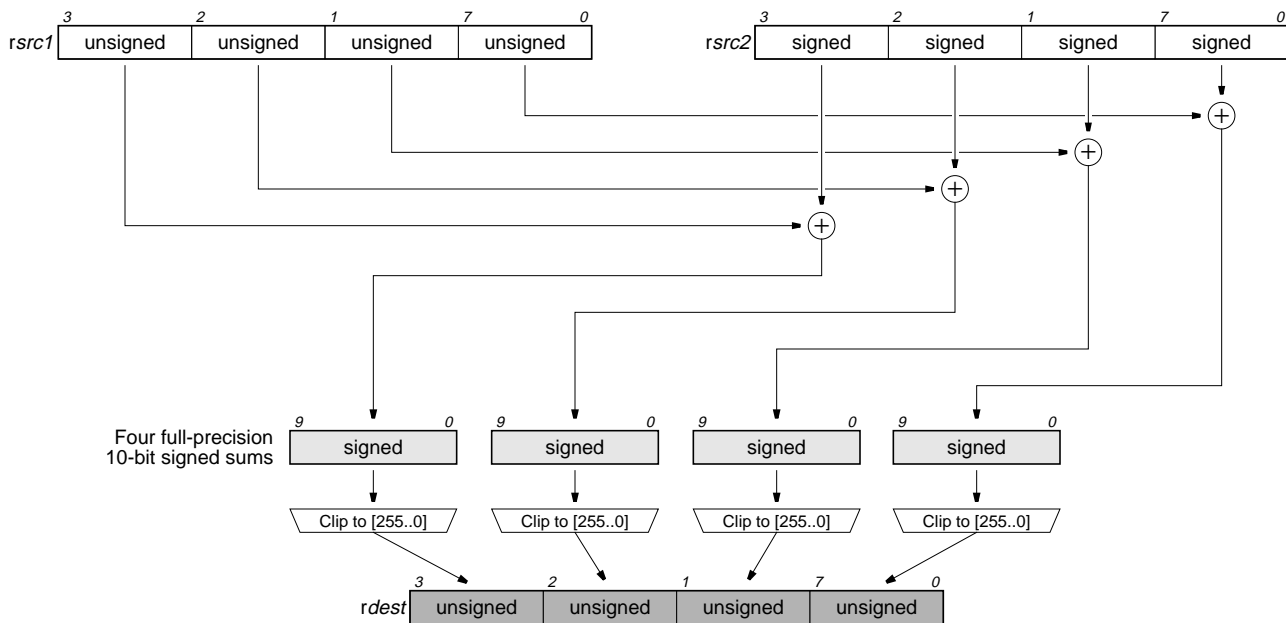 3 2 1 7 0 3 2 1 7 0
rsrc1 unsigned unsigned unsigned unsigned rsrc2 signed signed signed signed
+
+
+
+
9 0 9 0 9 0 9 0
Four full-precision
10-bit signed sums
signed signed signed signed
Clip to [255..0] Clip to [255..0] Clip to [255..0] Clip to [255..0]
3 2 1 7 0
rdest unsigned unsigned unsigned unsigned